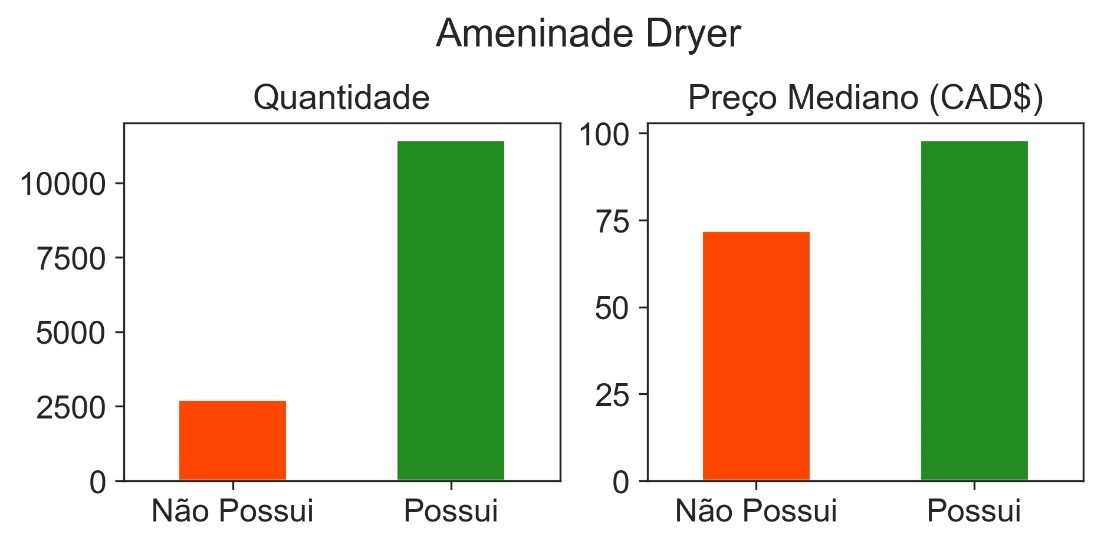 Ameninade Dryer
Quantidade
10000
7500
5000
2500
0
Não Possui Possui
Preço Mediano (CAD$)
100
75
50
25
0
Não Possui Possui